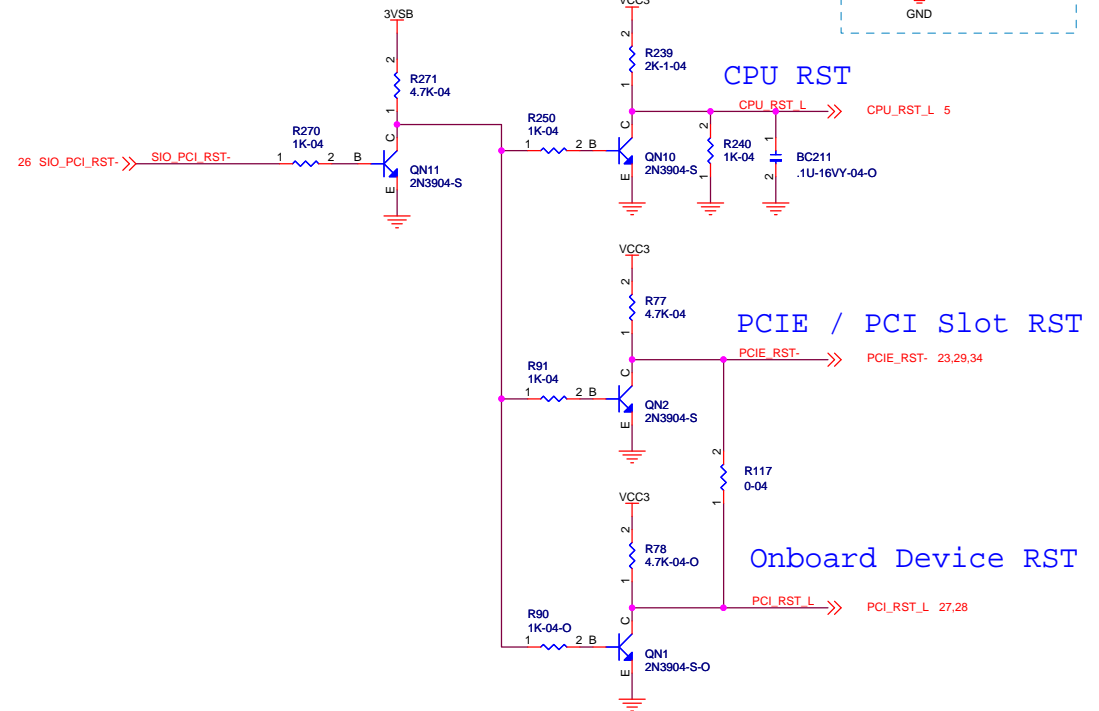 VCC3
GND
3VSB
2
R271
4.7K-04
1
2
R239
2K-1-04
1
CPU RST
CPU_RST_L
CPU_RST_L 5
R270
1K-04
26 SIO_PCI_RST-
SIO_PCI_RST-
1 2 B
C
QN11
2N3904-S
E
R250
1K-04
1 2 B
C
QN10
2N3904-S
E
2
R240
1K-04
1
1
BC211
.1U-16VY-04-O
2
VCC3
2
R77
4.7K-04
1
PCIE / PCI Slot RST
PCIE_RST-
PCIE_RST- 23,29,34
R91
1K-04
1 2 B
C
QN2
2N3904-S
E
2
R117
0-04
1
VCC3
2
R78
4.7K-04-O
1
Onboard Device RST
PCI_RST_L
PCI_RST_L 27,28
R90
1K-04-O
1 2 B
C
QN1
2N3904-S-O
E